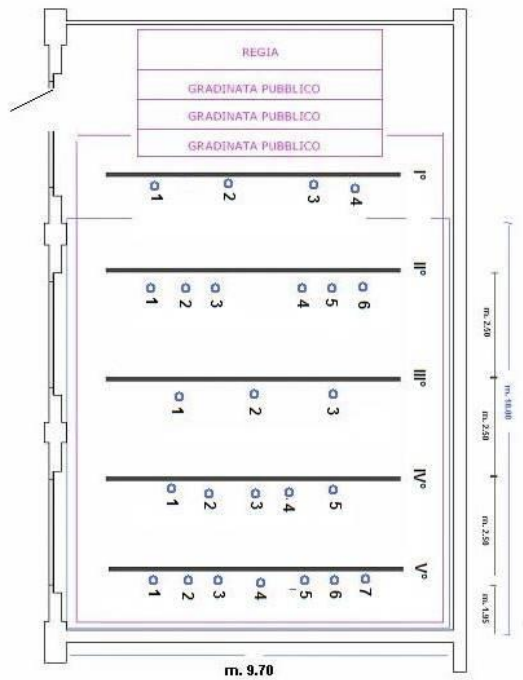 REGIA
GRADINATA PUBBLICO
GRADINATA PUBBLICO
GRADINATA PUBBLICO
I°
1 2 3 4
II°
1 2 3 4 5 6
m. 2.50
III°
1 2 3
m. 10.00
m. 2.50
IV°
1 2 3 4 5
m. 2.50
V°
1 2 3 4 5 6 7
m. 1.95
m. 9.70